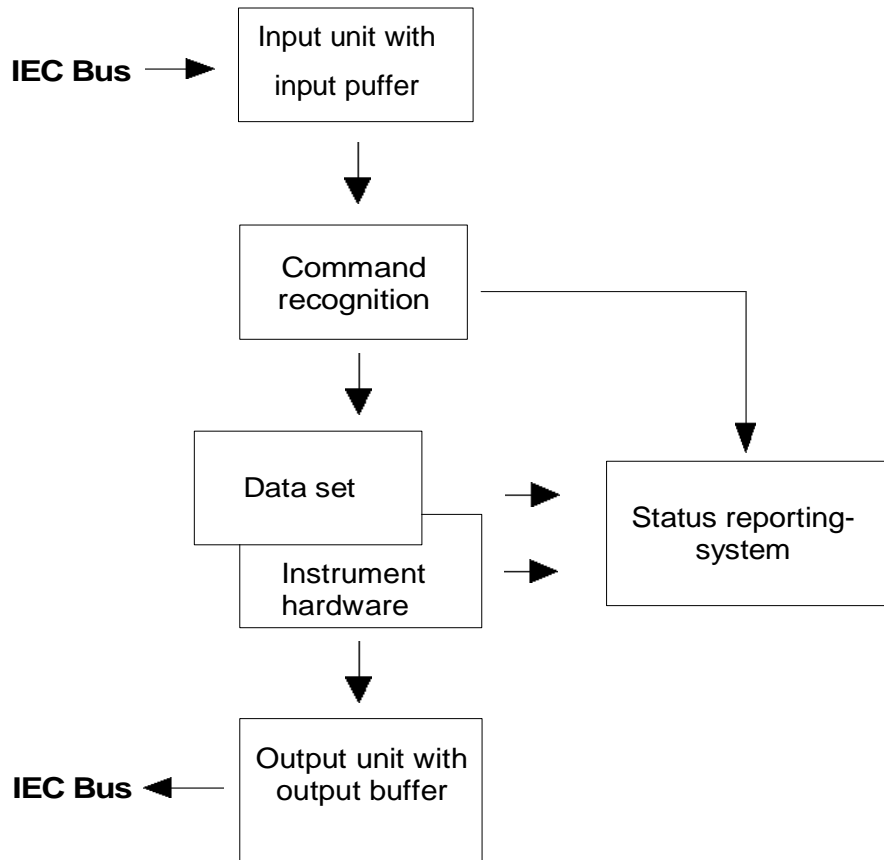 Input unit with
IEC Bus
input puffer
Command
recognition
Data set
Status reporting-
system
Instrument
hardware
Output unit with
IEC Bus
output buffer